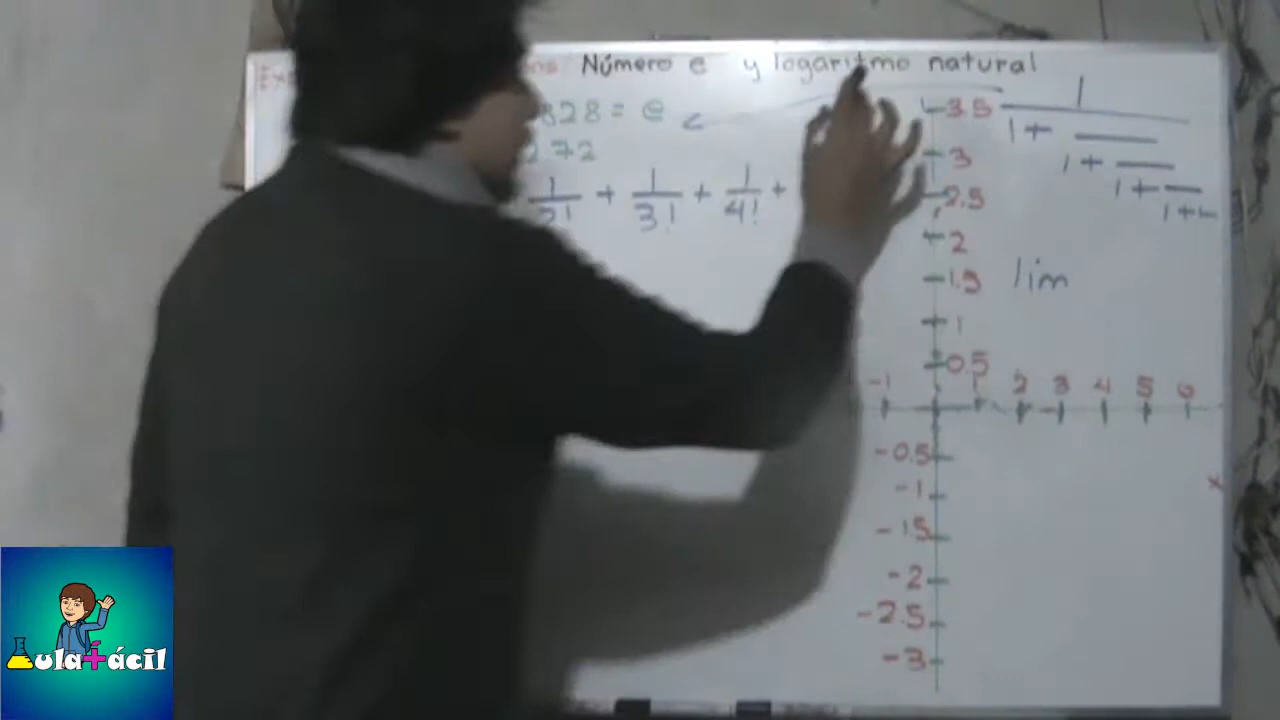 Número e y logaritmo natural
828 = e
2.72
1/2! + 1/3! + 1/4! +
1
1+
1+
1+
1+
lim
3.5
3
2.5
2
1.5
1
0.5
-1 1 2 3 4 5 6
-0.5
-1
x
-1.5
-2
-2.5
-3
Aula Fácil